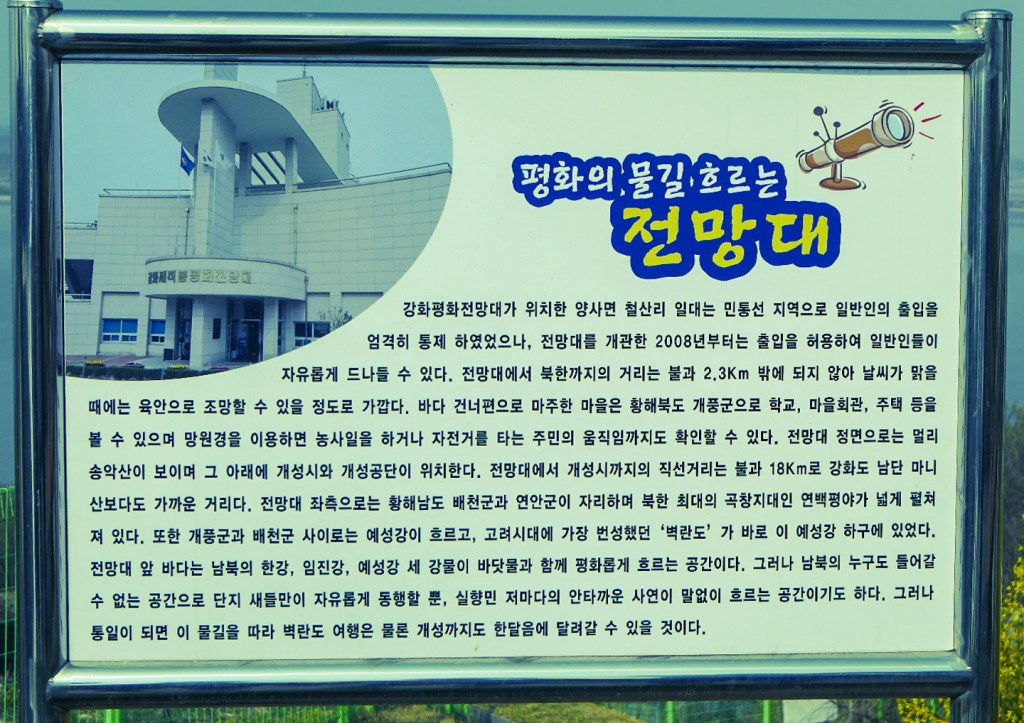 평화의 물길 흐르는
전망대
강화제적봉평화전망대
강화평화전망대가 위치한 양사면 철산리 일대는 민통선 지역으로 일반인의 출입을
엄격히 통제 하였었으나, 전망대를 개관한 2008년부터는 출입을 허용하여 일반인들이
자유롭게 드나들 수 있다. 전망대에서 북한까지의 거리는 불과 2.3Km 밖에 되지 않아 날씨가 맑을
때에는 육안으로 조망할 수 있을 정도로 가깝다. 바다 건너편으로 마주한 마을은 황해북도 개풍군으로 학교, 마을회관, 주택 등을
볼 수 있으며 망원경을 이용하면 농사일을 하거나 자전거를 타는 주민의 움직임까지도 확인할 수 있다. 전망대 정면으로는 멀리
송악산이 보이며 그 아래에 개성시와 개성공단이 위치한다. 전망대에서 개성시까지의 직선거리는 불과 18Km로 강화도 남단 마니
산보다도 가까운 거리다. 전망대 좌측으로는 황해남도 배천군과 연안군이 자리하며 북한 최대의 곡창지대인 연백평야가 넓게 펼쳐
져 있다. 또한 개풍군과 배천군 사이로는 예성강이 흐르고, 고려시대에 가장 번성했던 ‘벽란도’ 가 바로 이 예성강 하구에 있었다.
전망대 앞 바다는 남북의 한강, 임진강, 예성강 세 강물이 바닷물과 함께 평화롭게 흐르는 공간이다. 그러나 남북의 누구도 들어갈
수 없는 공간으로 단지 새들만이 자유롭게 동행할 뿐, 실향민 저마다의 안타까운 사연이 말없이 흐르는 공간이기도 하다. 그러나
통일이 되면 이 물길을 따라 벽란도 여행은 물론 개성까지도 한달음에 달려갈 수 있을 것이다.